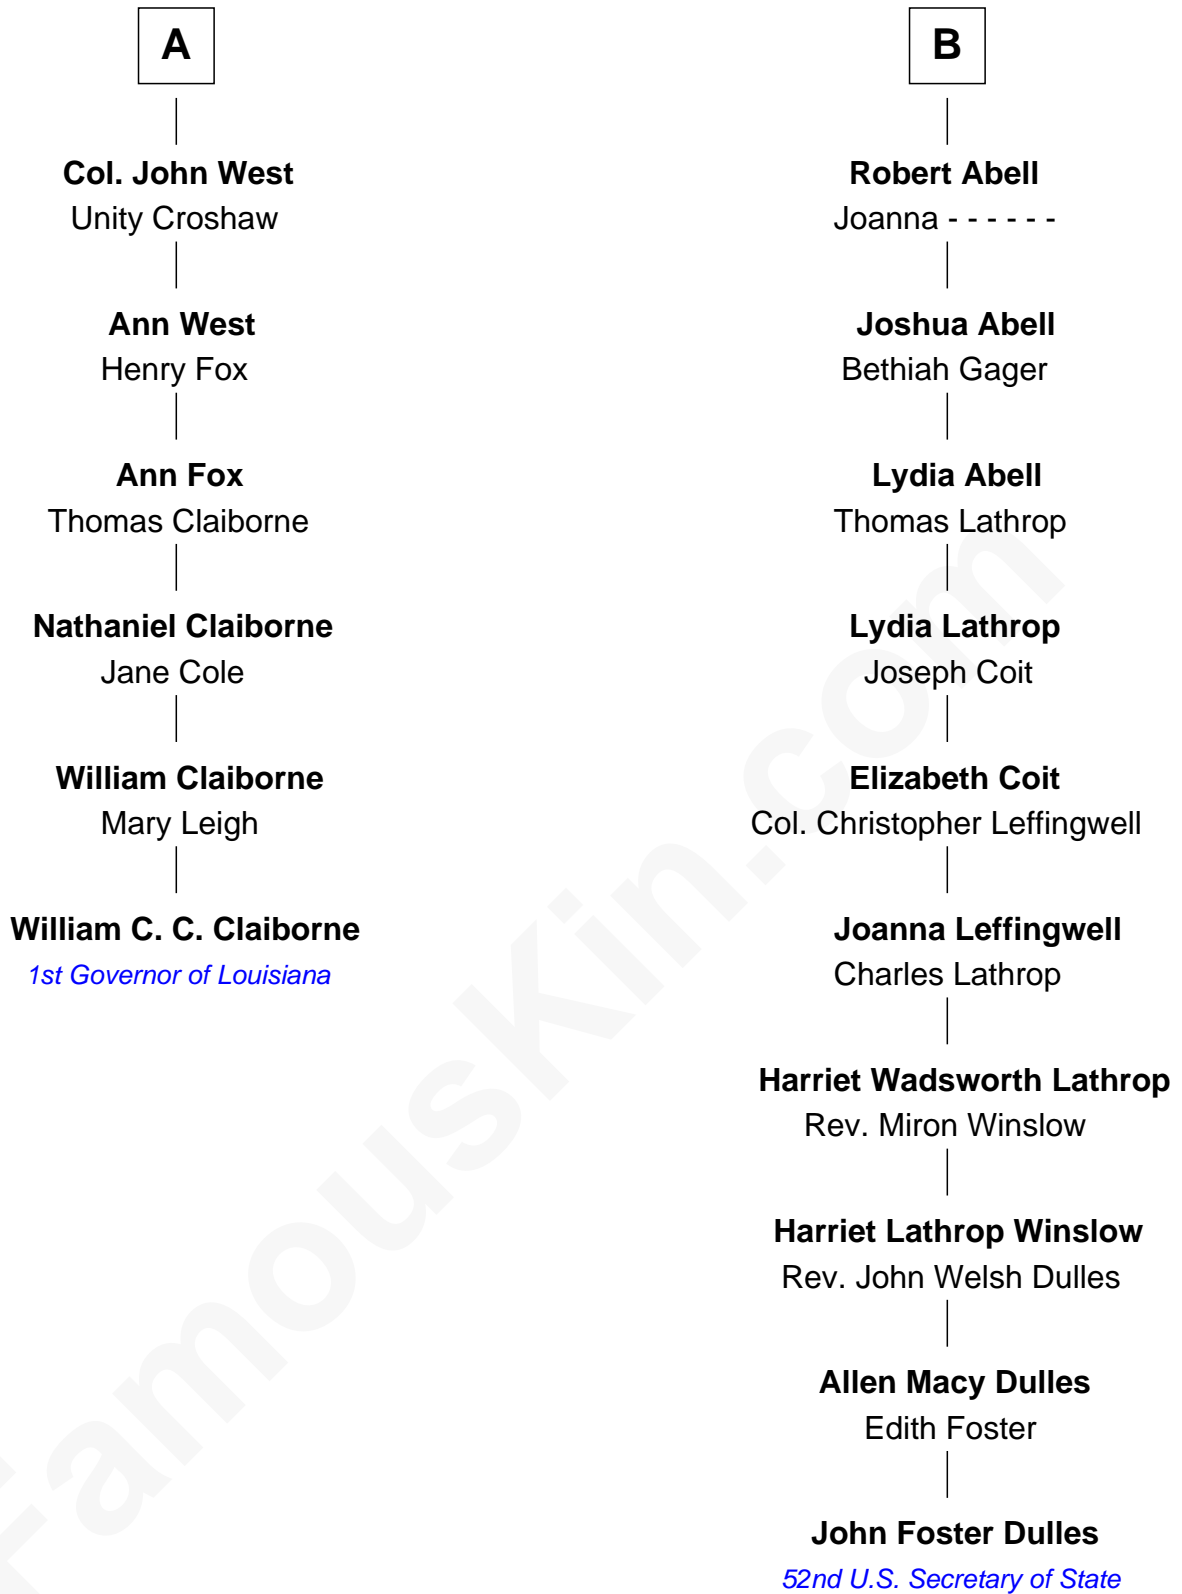 A
Col. John West
Unity Croshaw
Ann West
Henry Fox
Ann Fox
Thomas Claiborne
Nathaniel Claiborne
Jane Cole
William Claiborne
Mary Leigh
William C. C. Claiborne
1st Governor of Louisiana
B
Robert Abell
Joanna - - - - - -
Joshua Abell
Bethiah Gager
Lydia Abell
Thomas Lathrop
Lydia Lathrop
Joseph Coit
Elizabeth Coit
Col. Christopher Leffingwell
Joanna Leffingwell
Charles Lathrop
Harriet Wadsworth Lathrop
Rev. Miron Winslow
Harriet Lathrop Winslow
Rev. John Welsh Dulles
Allen Macy Dulles
Edith Foster
John Foster Dulles
52nd U.S. Secretary of State
FamousKin.com